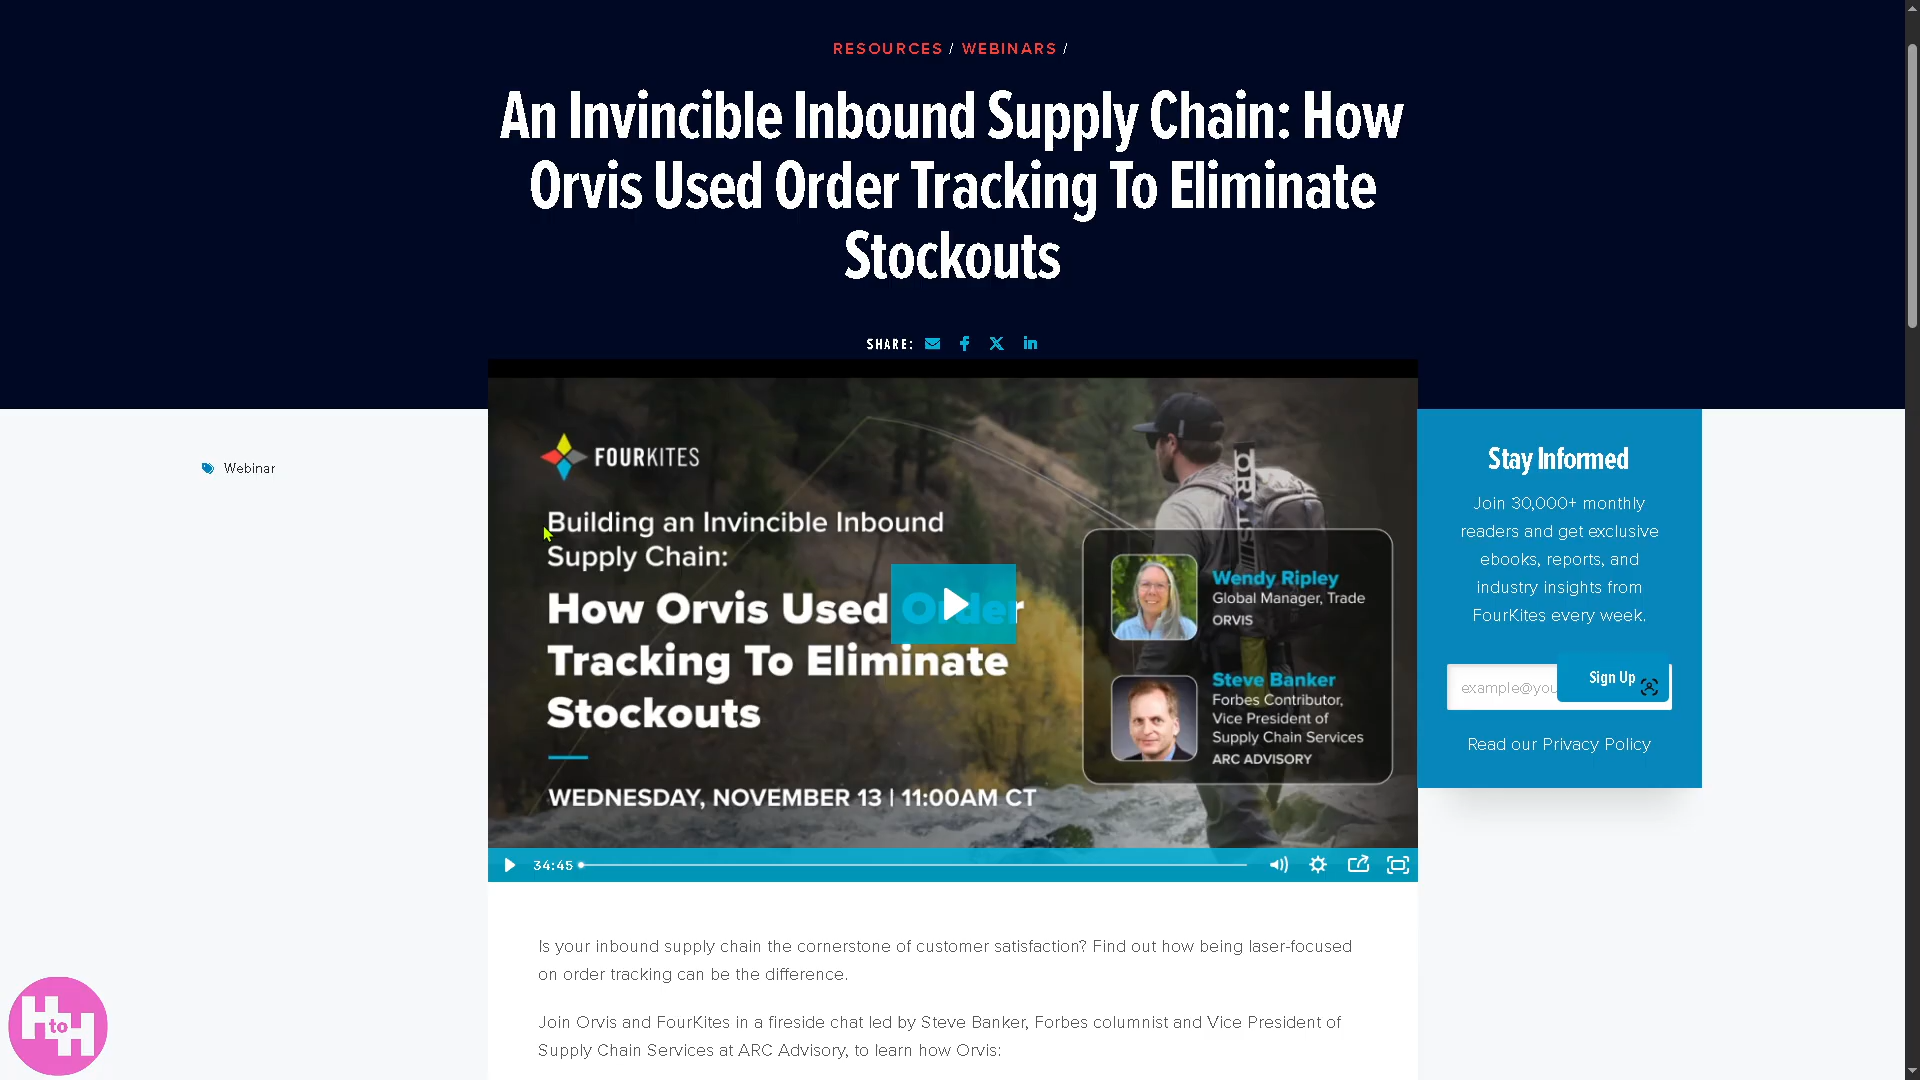 RESOURCES / WEBINARS /
An Invincible Inbound Supply Chain: How
Orvis Used Order Tracking To Eliminate
Stockouts
SHARE:
Webinar
FOURKITES
Building an Invincible Inbound
Supply Chain:
How Orvis Used Order
Tracking To Eliminate
Stockouts
WEDNESDAY, NOVEMBER 13 | 11:00AM CT
ORVIS
Wendy Ripley
Global Manager, Trade
ORVIS
Steve Banker
Forbes Contributor,
Vice President of
Supply Chain Services
ARC ADVISORY
34:45
Stay Informed
Join 30,000+ monthly
readers and get exclusive
ebooks, reports, and
industry insights from
FourKites every week.
example@you
Sign Up
Read our Privacy Policy
Is your inbound supply chain the cornerstone of customer satisfaction? Find out how being laser-focused
on order tracking can be the difference.
Join Orvis and FourKites in a fireside chat led by Steve Banker, Forbes columnist and Vice President of
Supply Chain Services at ARC Advisory, to learn how Orvis:
H to H